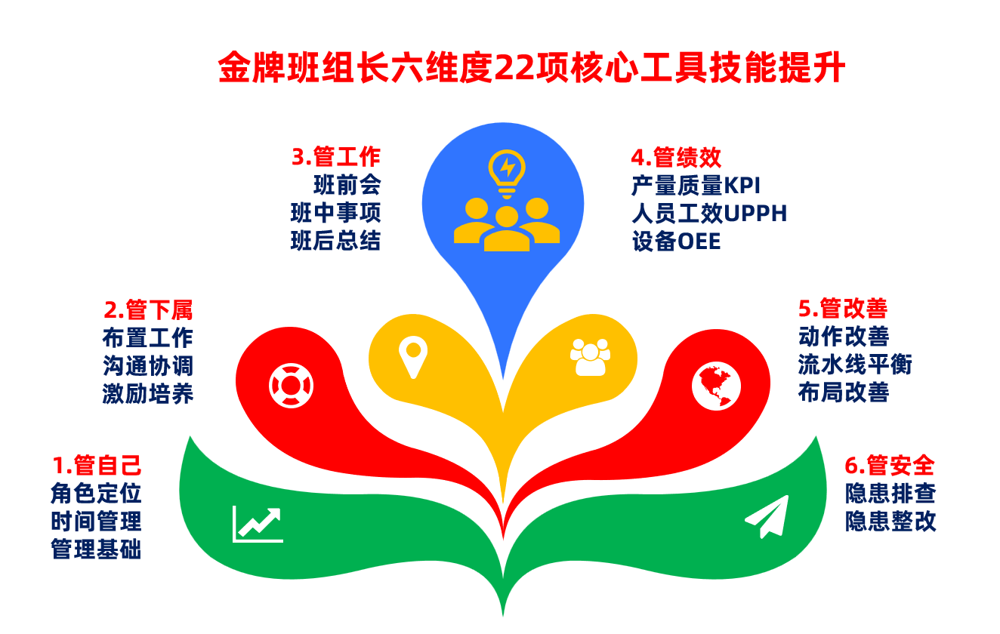 金牌班组长六维度22项核心工具技能提升
3.管工作
班前会
班中事项
班后总结
4.管绩效
产量质量KPI
人员工效UPPH
设备OEE
2.管下属
布置工作
沟通协调
激励培养
5.管改善
动作改善
流水线平衡
布局改善
1.管自己
角色定位
时间管理
管理基础
6.管安全
隐患排查
隐患整改